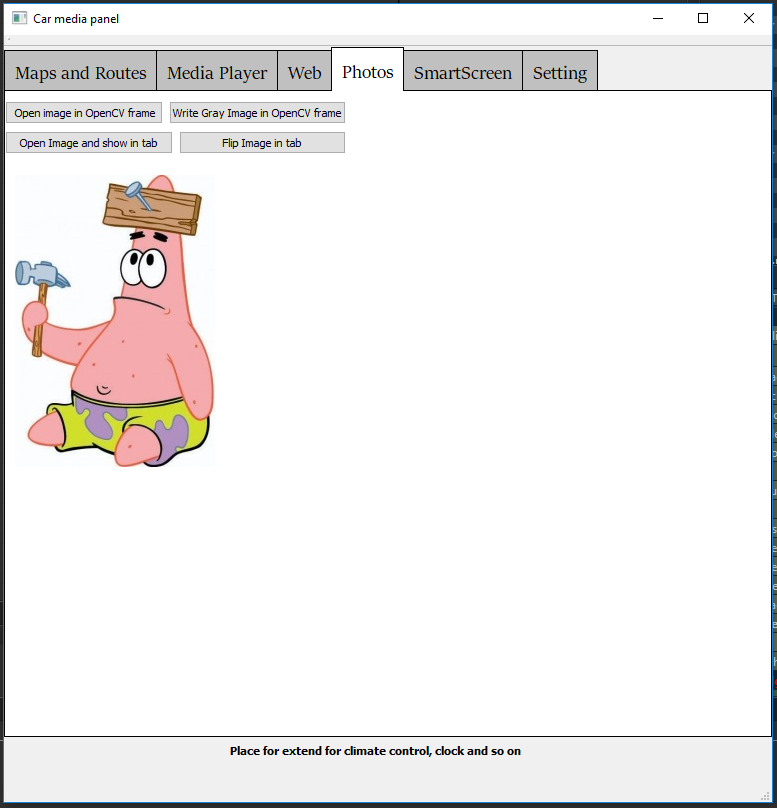 Car media panel
Maps and Routes Media Player Web Photos SmartScreen Setting
Open image in OpenCV frame Write Gray Image in OpenCV frame
Open Image and show in tab Flip Image in tab
Place for extend for climate control, clock and so on